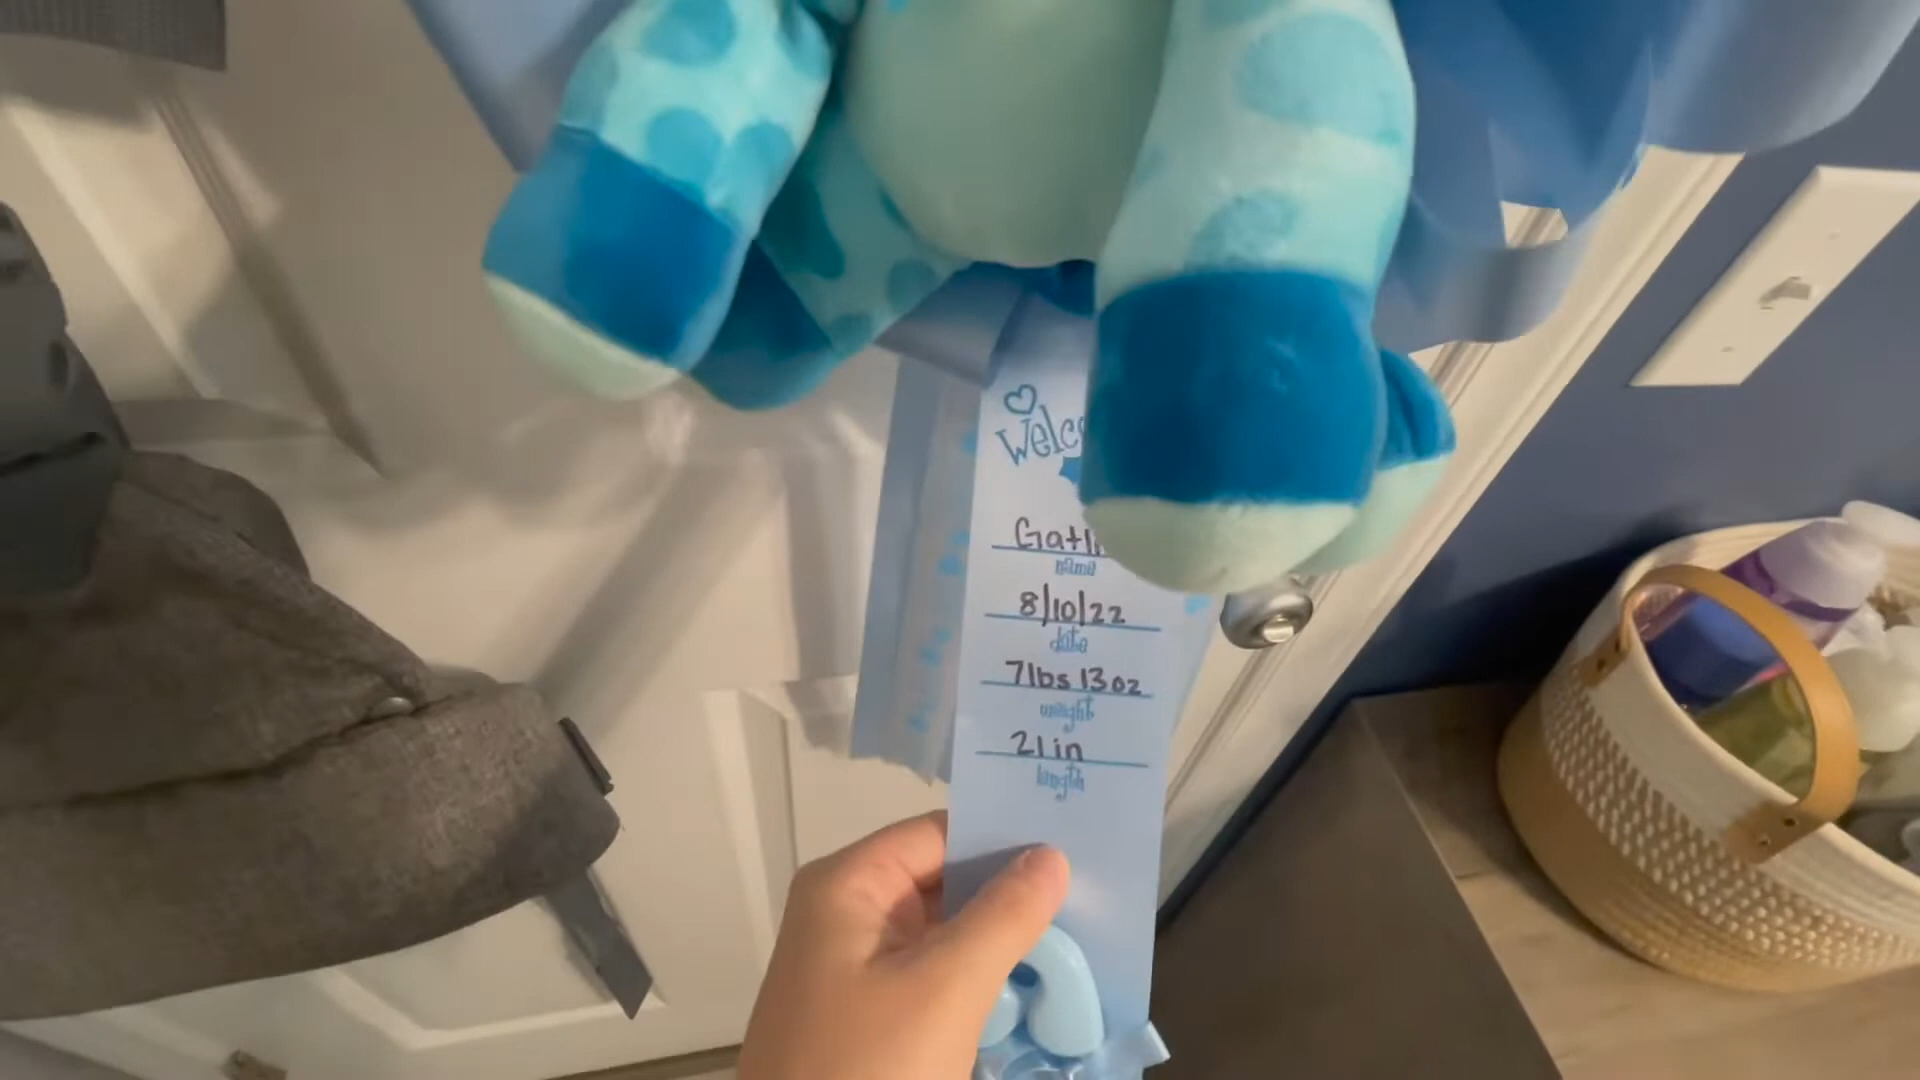 Welc
Gatl
name
8/10/22
date
7lbs 13oz
weight
21in
length